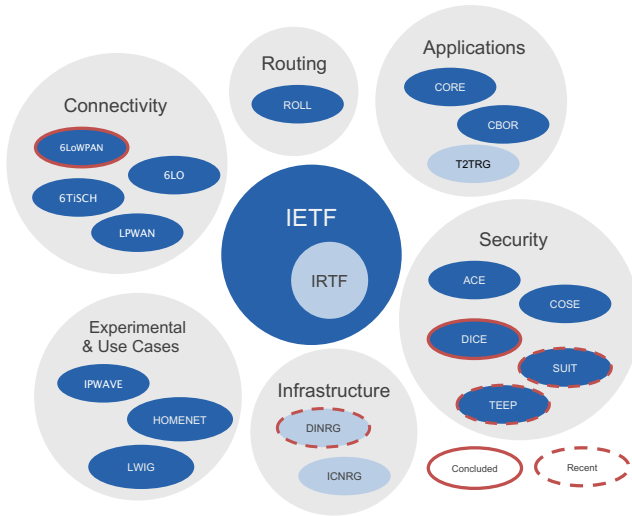 Connectivity
6LoWPAN
6LO
6TiSCH
LPWAN
Routing
ROLL
Applications
CORE
CBOR
T2TRG
IETF
IRTF
Security
ACE
COSE
DICE
SUIT
TEEP
Experimental
& Use Cases
IPWAVE
HOMENET
LWIG
Infrastructure
DINRG
ICNRG
Concluded
Recent